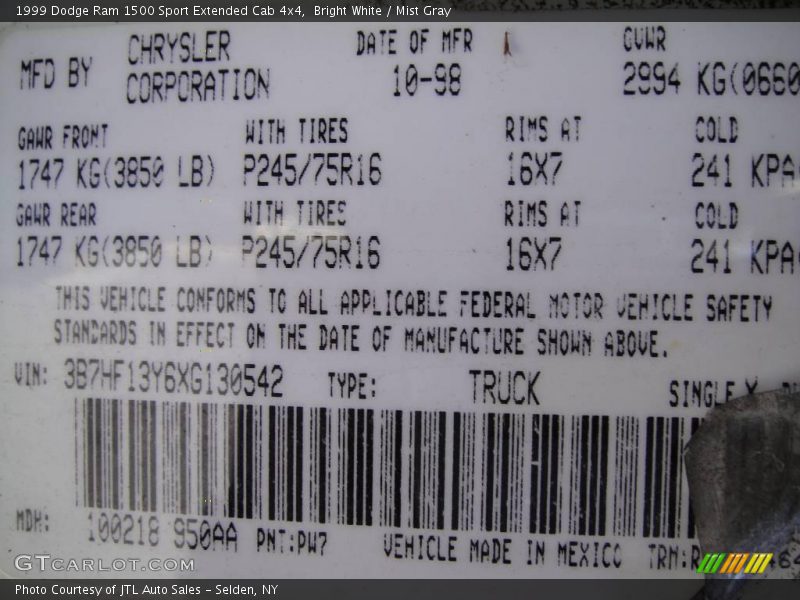 1999 Dodge Ram 1500 Sport Extended Cab 4x4, Bright White / Mist Gray
MFD BY CHRYSLER CORPORATION DATE OF MFR 10-98 GVWR 2994 KG(0660
GAWR FRONT WITH TIRES RIMS AT COLD
1747 KG(3850 LB) P245/75R16 16X7 241 KPA
GAWR REAR WITH TIRES RIMS AT COLD
1747 KG(3850 LB) P245/75R16 16X7 241 KPA
THIS VEHICLE CONFORMS TO ALL APPLICABLE FEDERAL MOTOR VEHICLE SAFETY
STANDARDS IN EFFECT ON THE DATE OF MANUFACTURE SHOWN ABOVE.
VIN: 3B7HF13Y6XG130542 TYPE: TRUCK SINGLE X
MDH: 100218 950AA PNT:PW7 VEHICLE MADE IN MEXICO TRM:R
GTCARLOT.COM
Photo Courtesy of JTL Auto Sales – Selden, NY